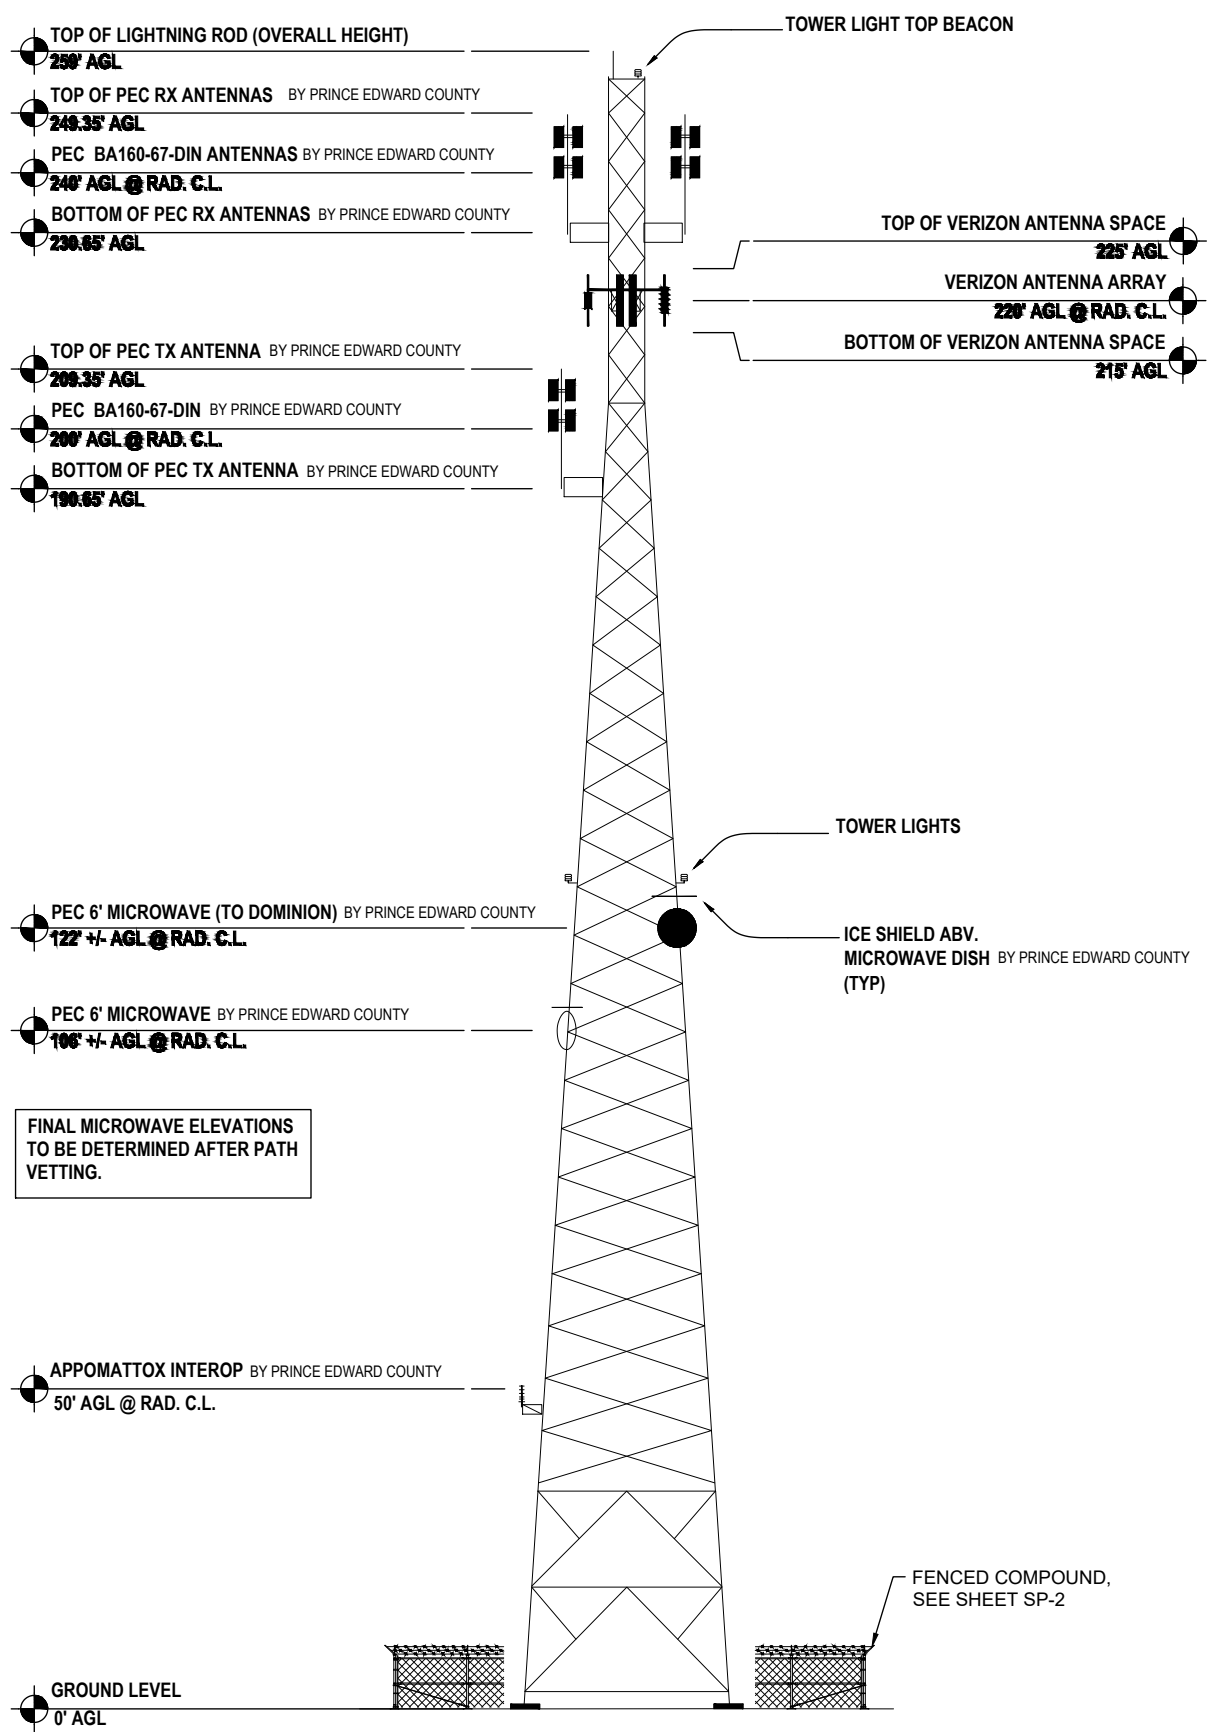 TOP OF LIGHTNING ROD (OVERALL HEIGHT)
259' AGL
TOWER LIGHT TOP BEACON
TOP OF PEC RX ANTENNAS BY PRINCE EDWARD COUNTY
249.35' AGL
PEC BA160-67-DIN ANTENNAS BY PRINCE EDWARD COUNTY
240' AGL @ RAD. C.L.
BOTTOM OF PEC RX ANTENNAS BY PRINCE EDWARD COUNTY
230.65' AGL
TOP OF VERIZON ANTENNA SPACE
225' AGL
VERIZON ANTENNA ARRAY
220' AGL @ RAD. C.L.
BOTTOM OF VERIZON ANTENNA SPACE
215' AGL
TOP OF PEC TX ANTENNA BY PRINCE EDWARD COUNTY
209.35' AGL
PEC BA160-67-DIN BY PRINCE EDWARD COUNTY
200' AGL @ RAD. C.L.
BOTTOM OF PEC TX ANTENNA BY PRINCE EDWARD COUNTY
190.65' AGL
TOWER LIGHTS
PEC 6' MICROWAVE (TO DOMINION) BY PRINCE EDWARD COUNTY
122' +/- AGL @ RAD. C.L.
ICE SHIELD ABV.
MICROWAVE DISH BY PRINCE EDWARD COUNTY
(TYP)
PEC 6' MICROWAVE BY PRINCE EDWARD COUNTY
106' +/- AGL @ RAD. C.L.
FINAL MICROWAVE ELEVATIONS
TO BE DETERMINED AFTER PATH
VETTING.
APPOMATTOX INTEROP BY PRINCE EDWARD COUNTY
50' AGL @ RAD. C.L.
FENCED COMPOUND,
SEE SHEET SP-2
GROUND LEVEL
0' AGL